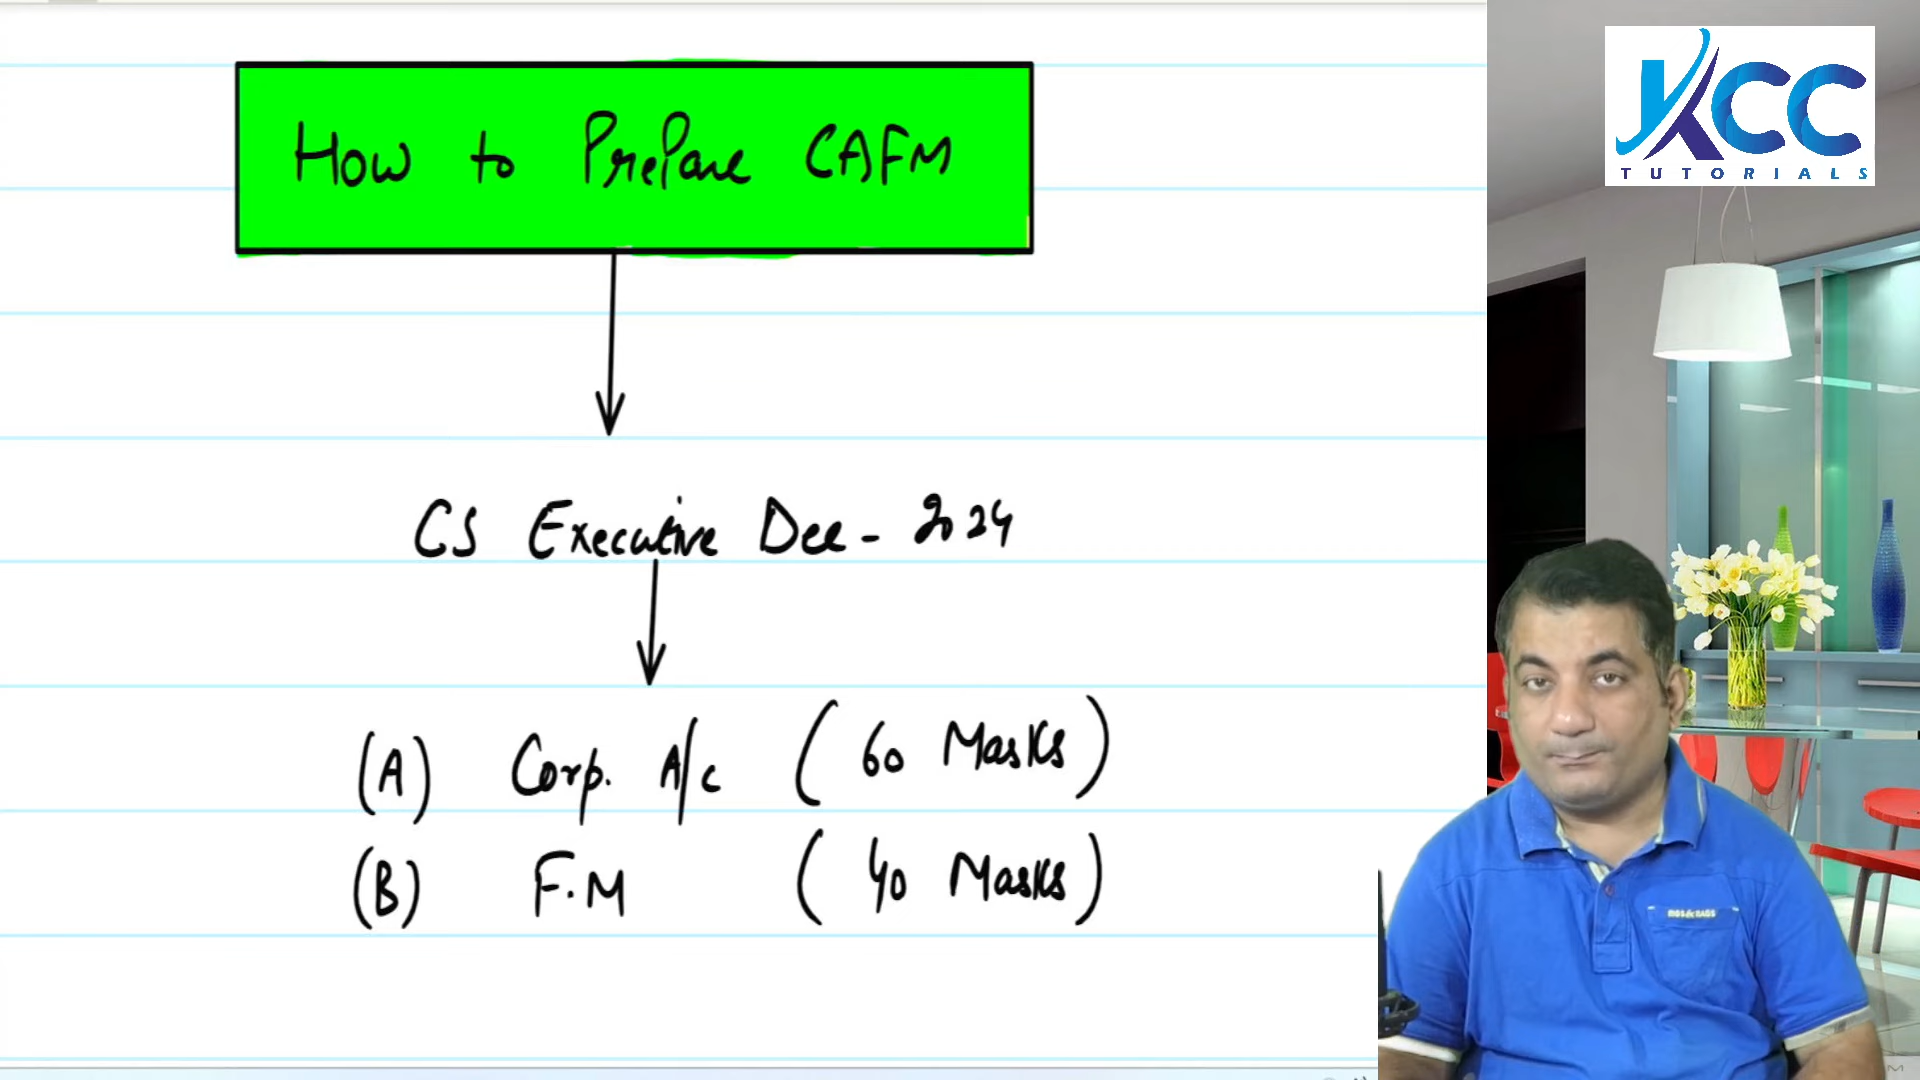 How to Prepare CAFM
CS Executive Dec - 2024
(A) Corp. A/c (60 Marks)
(B) F.M (40 Marks)
KCC
TUTORIALS